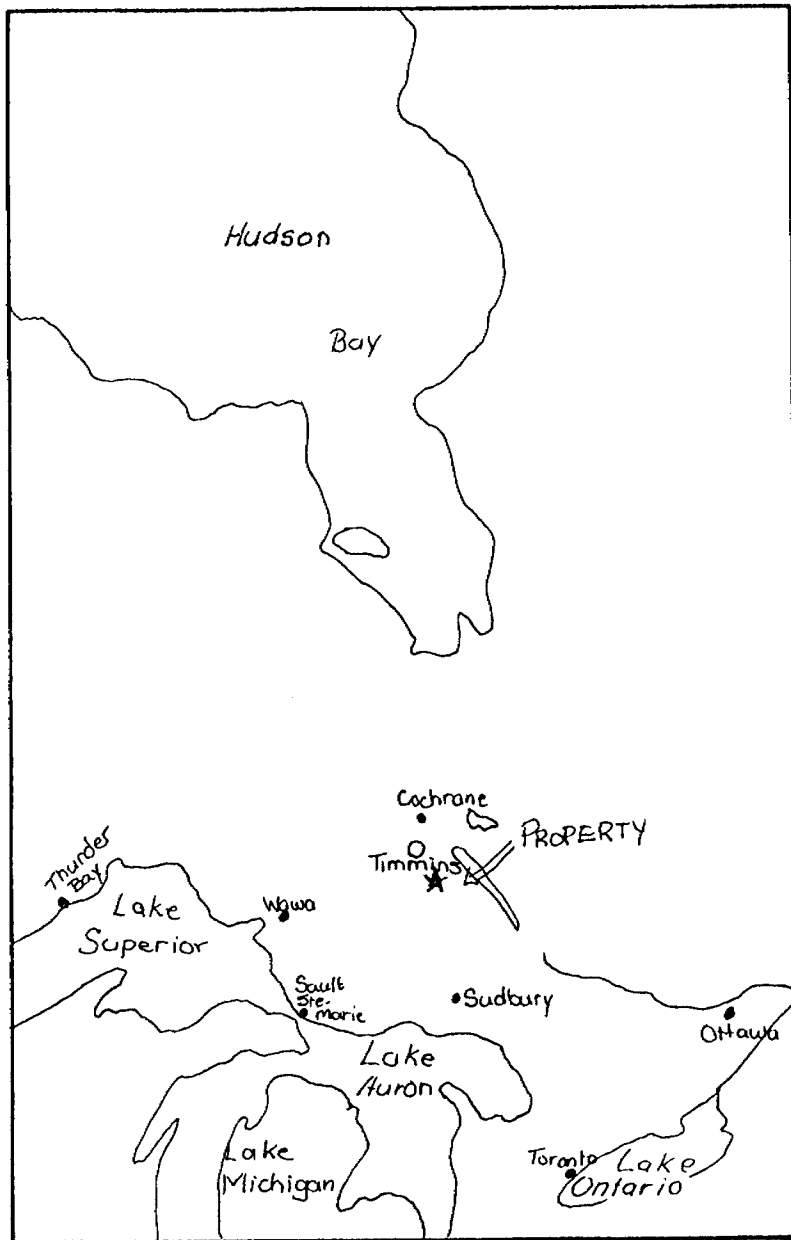 Hudson
Bay
Cochrane
PROPERTY
Timmins
Thunder
Bay
Lake
Superior
Wawa
Sault
Ste-
marie
Sudbury
Ottawa
Lake
Huron
Lake
Michigan
Toronto
Lake
Ontario